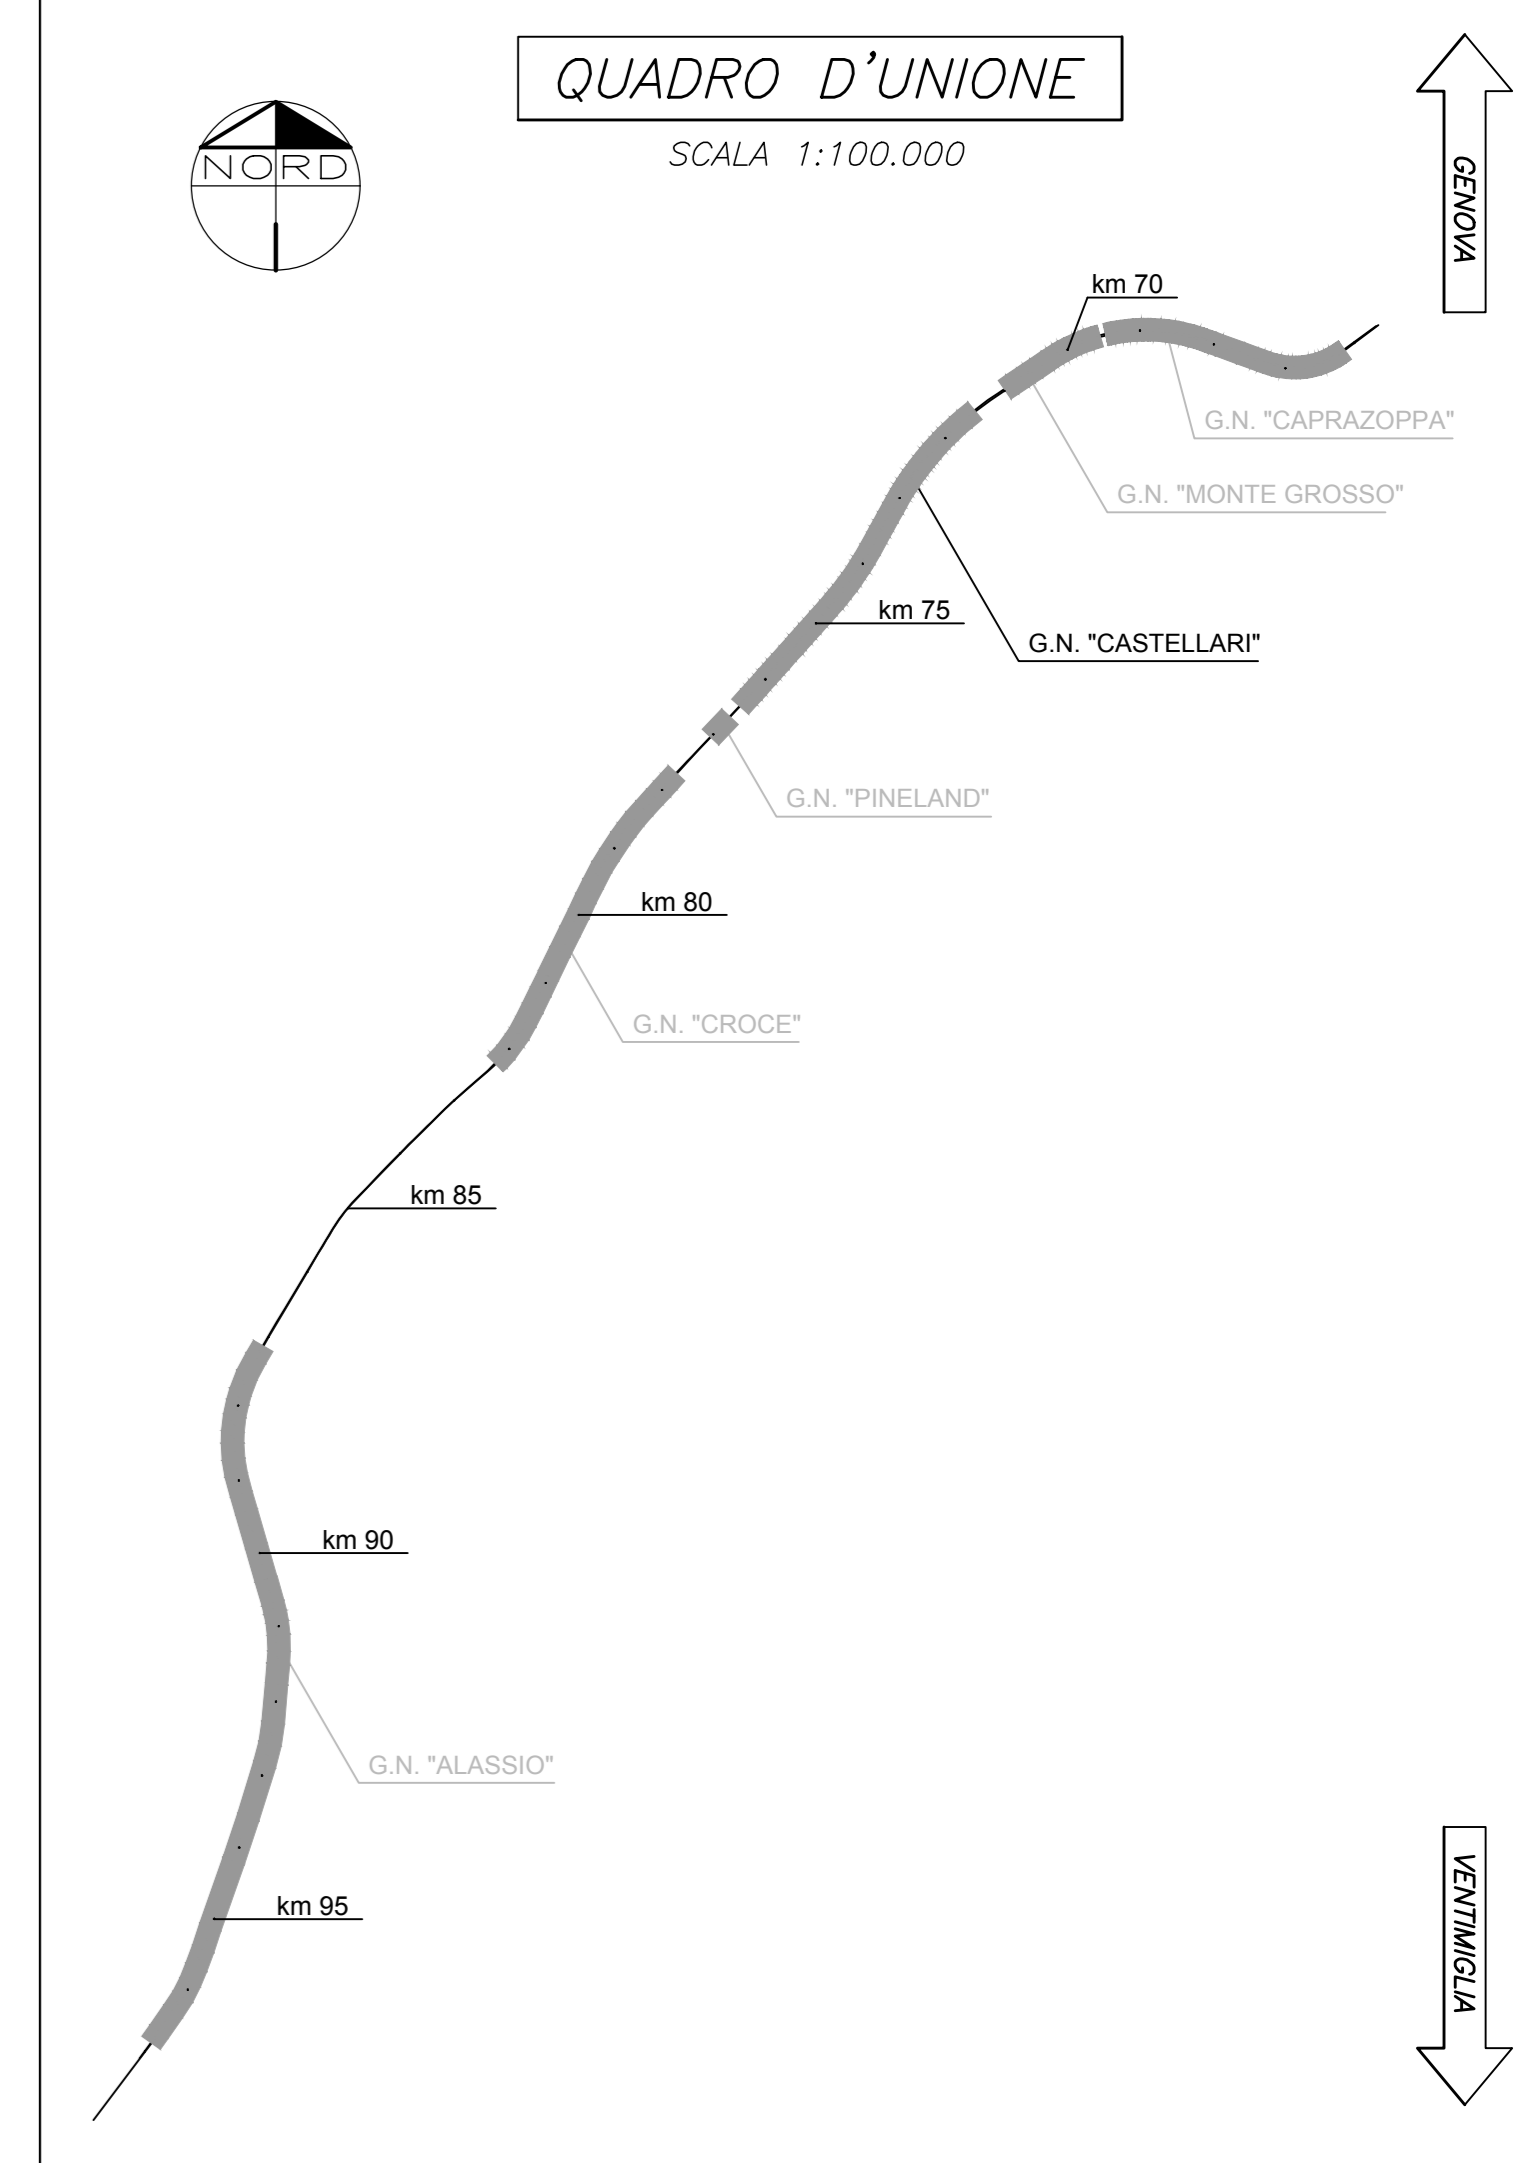 QUADRO D'UNIONE
SCALA 1:100.000
NORD
GENOVA
km 70
G.N. "CAPRAZOPPA"
G.N. "MONTE GROSSO"
km 75
G.N. "CASTELLARI"
G.N. "PINELAND"
km 80
G.N. "CROCE"
km 85
km 90
G.N. "ALASSIO"
km 95
VENTIMIGLIA